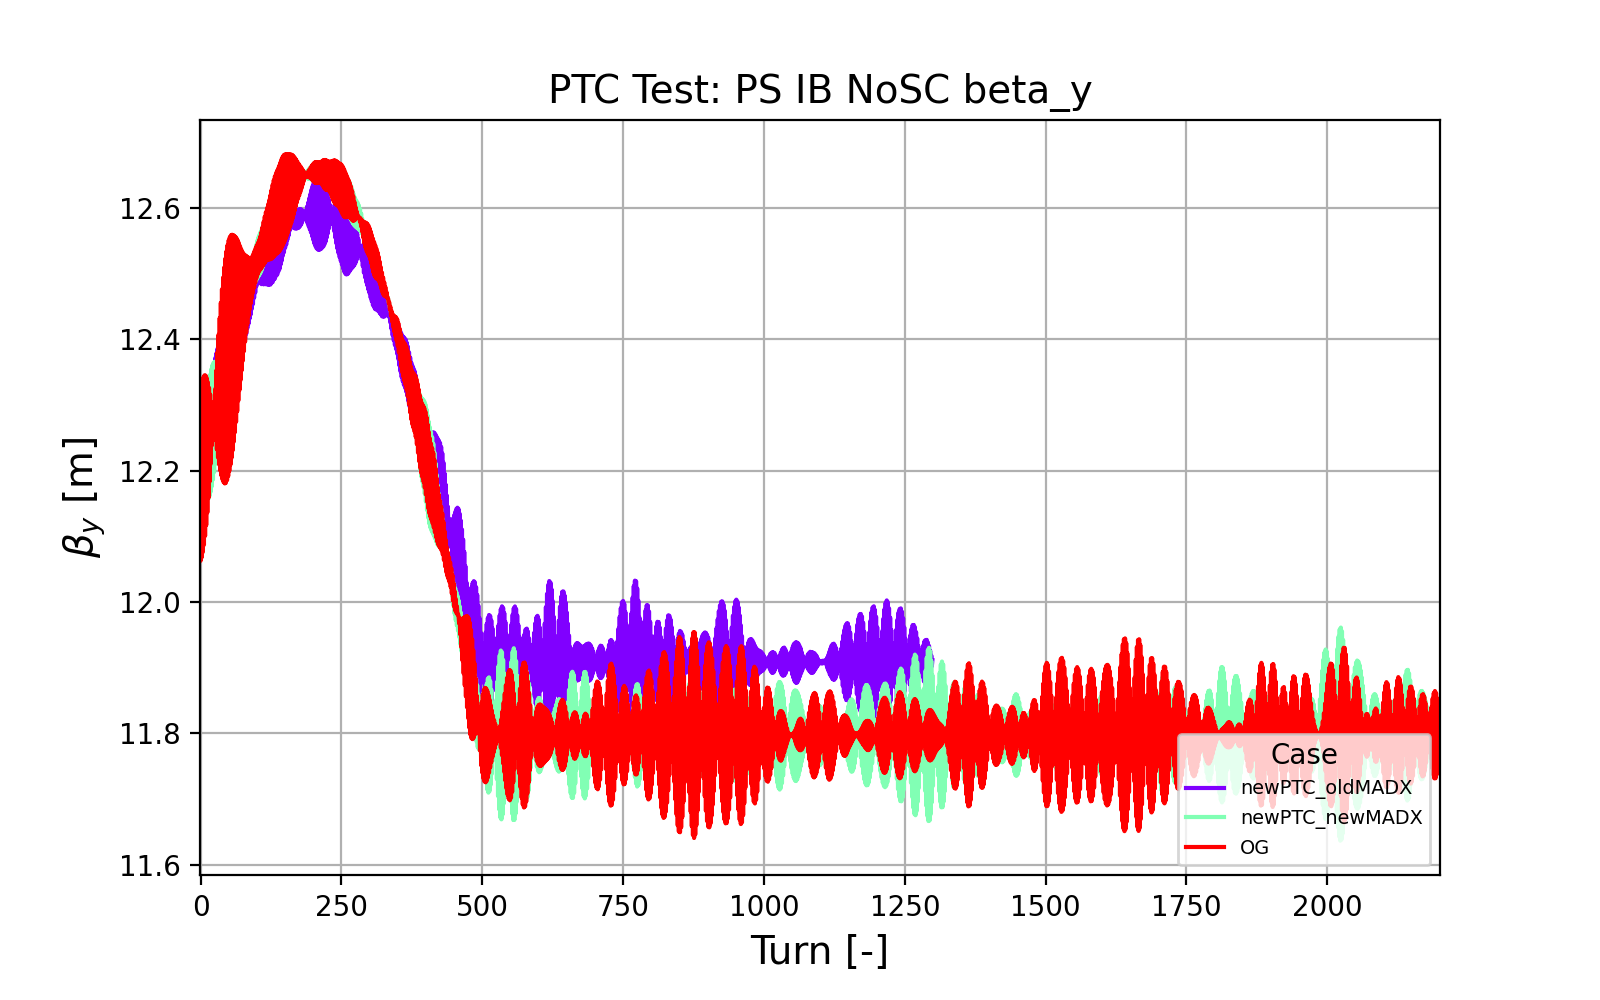 PTC Test: PS IB NoSC beta_y
12.6
12.4
12.2
12.0
11.8
11.6
β_y [m]
0 250 500 750 1000 1250 1500 1750 2000
Turn [-]
Case
newPTC_oldMADX
newPTC_newMADX
OG